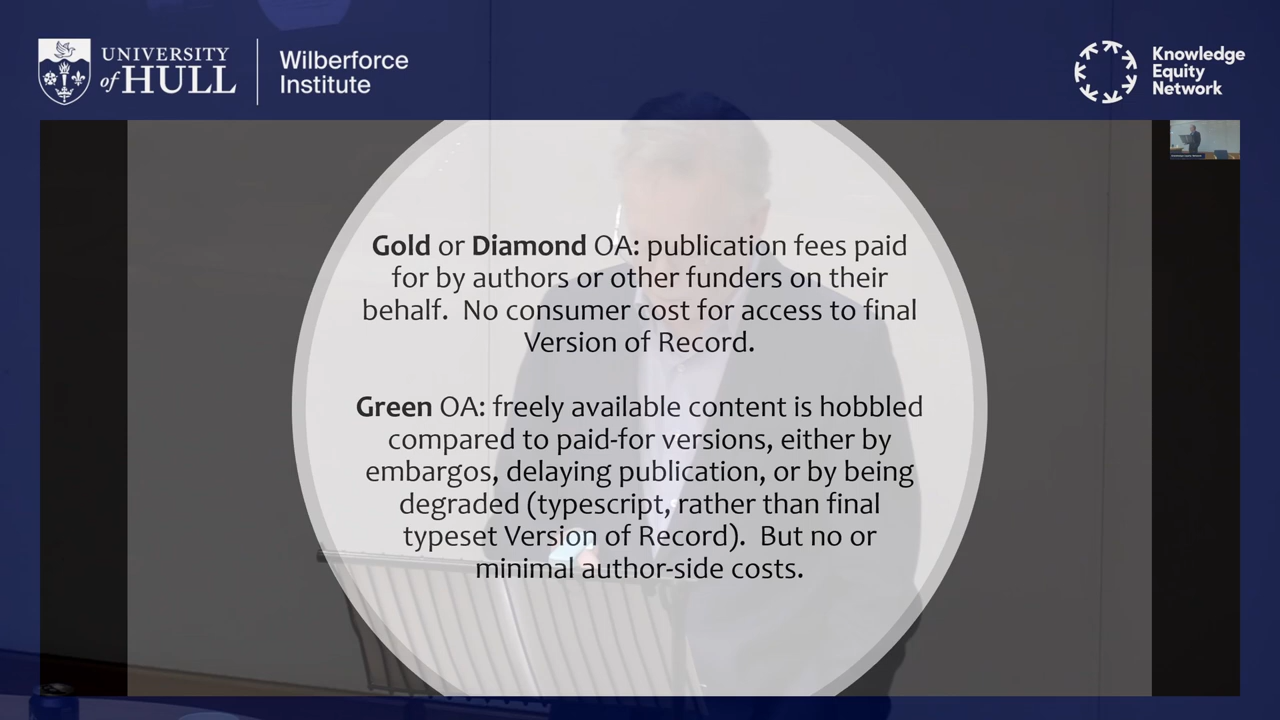 UNIVERSITY
of HULL
Wilberforce
Institute
Knowledge
Equity
Network
Gold or Diamond OA: publication fees paid
for by authors or other funders on their
behalf.  No consumer cost for access to final
Version of Record.
Green OA: freely available content is hobbled
compared to paid-for versions, either by
embargos, delaying publication, or by being
degraded (typescript, rather than final
typeset Version of Record).  But no or
minimal author-side costs.